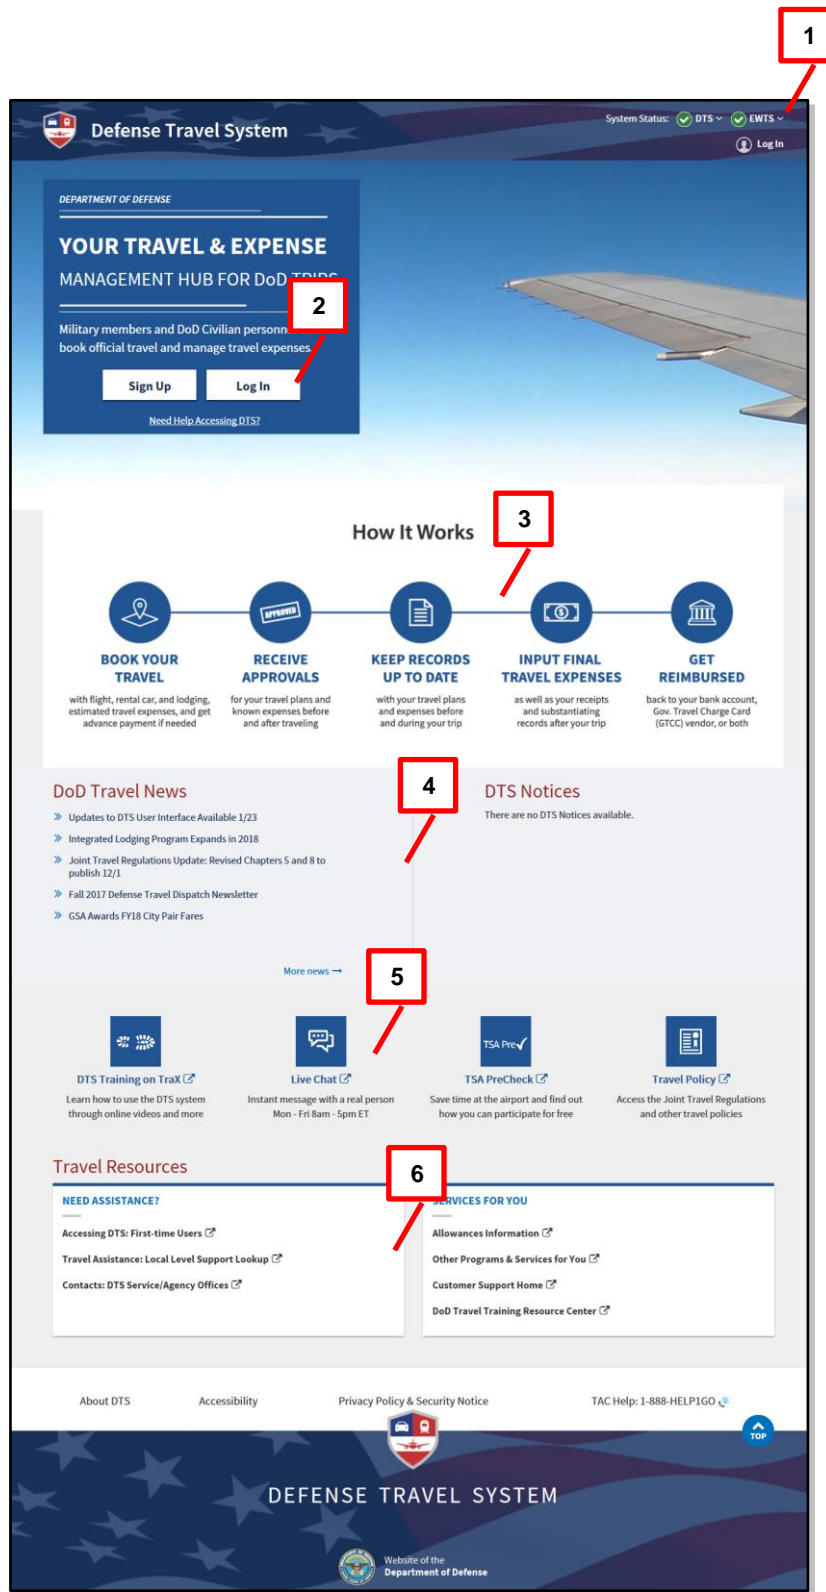 1
Defense Travel System
System Status: DTS EWTS
Log In
DEPARTMENT OF DEFENSE
YOUR TRAVEL & EXPENSE
MANAGEMENT HUB FOR DoD TRIPS
2
Military members and DoD Civilian
book official travel and manage travel expenses
Sign Up
Log In
Need Help Accessing DTS?
How It Works
3
APPROVED
BOOK YOUR
TRAVEL
with flight, rental car, and lodging,
estimated travel expenses, and get
advance payment if needed
RECEIVE
APPROVALS
for your travel plans and
known expenses before
and after traveling
KEEP RECORDS
UP TO DATE
with your travel plans
and expenses before
and during your trip
INPUT FINAL
TRAVEL EXPENSES
as well as your receipts
and substantiating
records after your trip
GET
REIMBURSED
back to your bank account,
Gov. Travel Charge Card
(GTCC) vendor, or both
DoD Travel News
Updates to DTS User Interface Available 1/23
Integrated Lodging Program Expands in 2018
Joint Travel Regulations Update: Revised Chapters 5 and 8 to
publish 12/1
Fall 2017 Defense Travel Dispatch Newsletter
GSA Awards FY18 City Pair Fares
More news →
4
DTS Notices
There are no DTS Notices available.
5
DTS Training on TraX
Learn how to use the DTS system
through online videos and more
Live Chat
Instant message with a real person
Mon - Fri 8am - 5pm ET
TSA Pre✓
TSA PreCheck
Save time at the airport and find out
how you can participate for free
Travel Policy
Access the Joint Travel Regulations
and other travel policies
Travel Resources
6
NEED ASSISTANCE?
Accessing DTS: First-time Users
Travel Assistance: Local Level Support Lookup
Contacts: DTS Service/Agency Offices
SERVICES FOR YOU
Allowances Information
Other Programs & Services for You
Customer Support Home
DoD Travel Training Resource Center
About DTS
Accessibility
Privacy Policy & Security Notice
TAC Help: 1-888-HELP1GO
TOP
DEFENSE TRAVEL SYSTEM
Website of the
Department of Defense